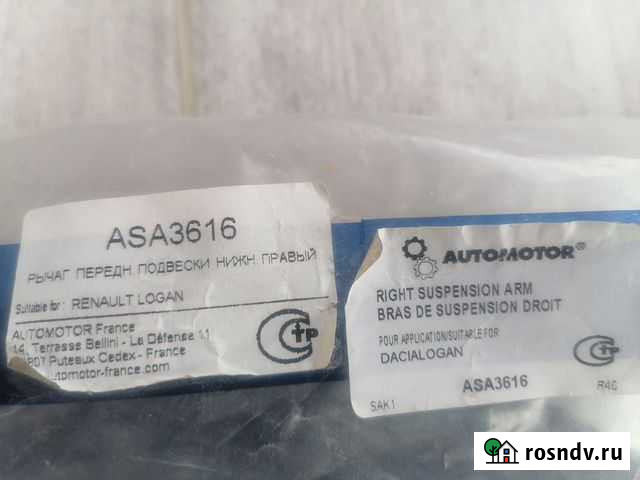 ASA3616
РЫЧАГ ПЕРЕДН. ПОДВЕСКИ НИЖН. ПРАВЫЙ
Suitable for: RENAULT LOGAN
AUTOMOTOR France
14, Terrasse Bellini - La Défense 11
Puteaux Cedex - France
automotor-france.com
AUTOMOTOR®
RIGHT SUSPENSION ARM
BRAS DE SUSPENSION DROIT
POUR APPLICATION/SUITABLE FOR
DACIALOGAN
ASA3616
SAK1
R40
rosndv.ru